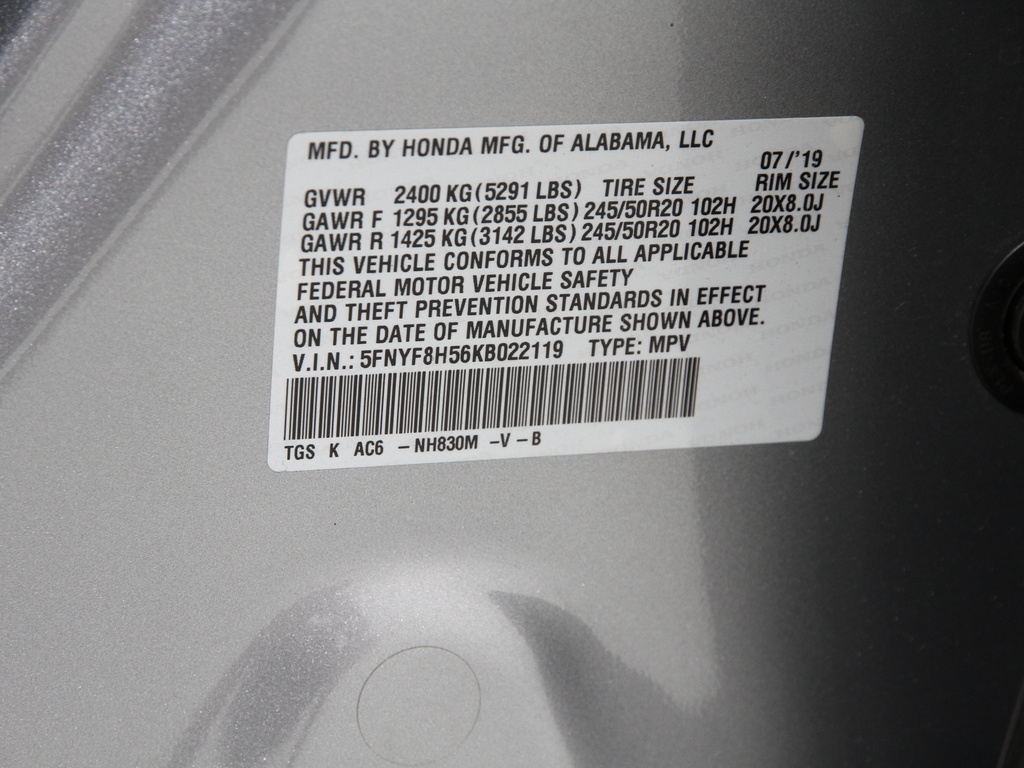 MFD. BY HONDA MFG. OF ALABAMA, LLC
07/'19
GVWR 2400 KG (5291 LBS) TIRE SIZE RIM SIZE
GAWR F 1295 KG (2855 LBS) 245/50R20 102H 20X8.0J
GAWR R 1425 KG (3142 LBS) 245/50R20 102H 20X8.0J
THIS VEHICLE CONFORMS TO ALL APPLICABLE
FEDERAL MOTOR VEHICLE SAFETY
AND THEFT PREVENTION STANDARDS IN EFFECT
ON THE DATE OF MANUFACTURE SHOWN ABOVE.
V.I.N.: 5FNYF8H56KB022119 TYPE: MPV
TGS K AC6 -NH830M -V -B